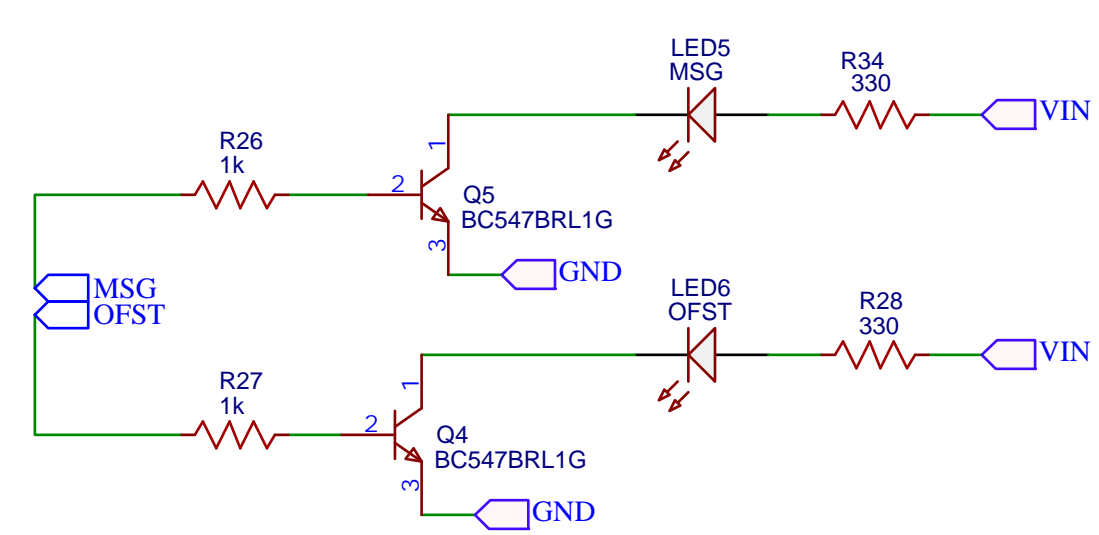 LED5
MSG
R34
330
VIN
R26
1k
1
2
Q5
BC547BRL1G
3
GND
MSG
OFST
LED6
OFST
R28
330
VIN
R27
1k
1
2
Q4
BC547BRL1G
3
GND